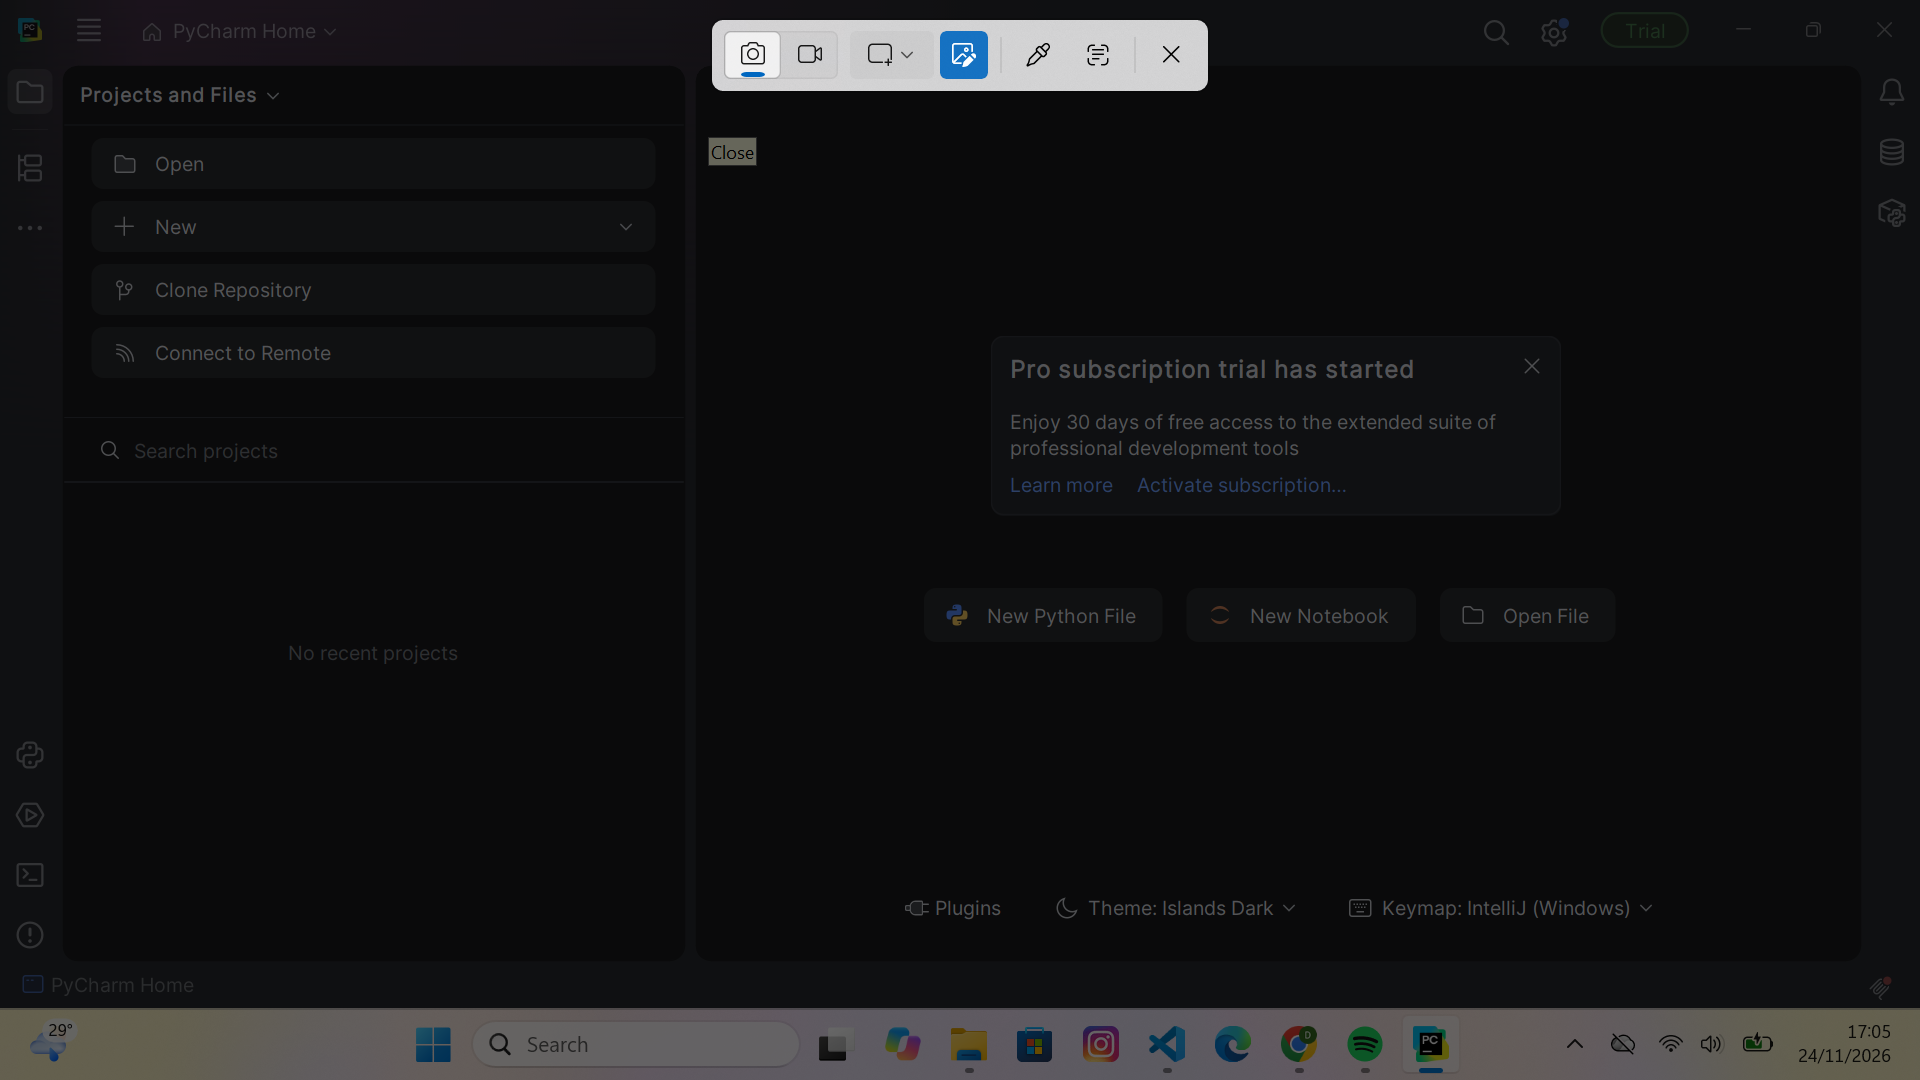 PyCharm Home
Trial
Projects and Files
Close
Open
New
Clone Repository
Connect to Remote
Search projects
No recent projects
Pro subscription trial has started
Enjoy 30 days of free access to the extended suite of
professional development tools
Learn more Activate subscription...
New Python File
New Notebook
Open File
Plugins
Theme: Islands Dark
Keymap: IntelliJ (Windows)
PyCharm Home
29°
Search
D
PC
17:05
24/11/2026